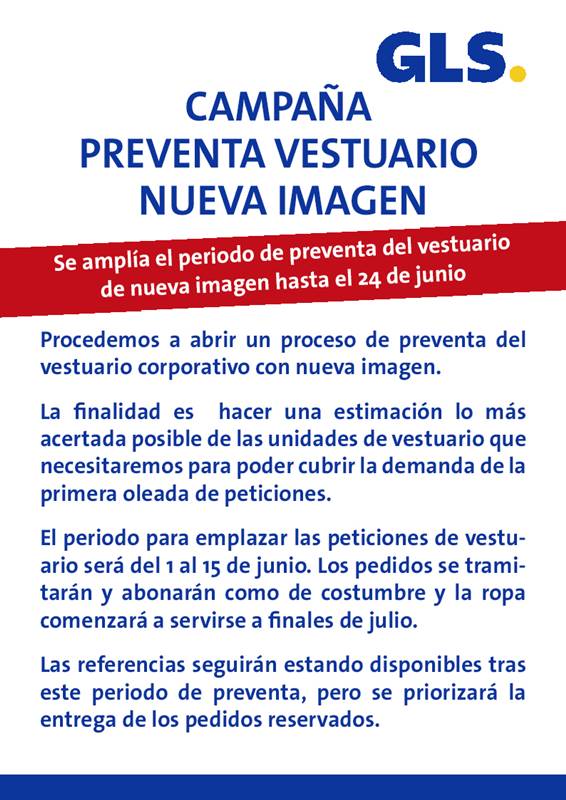 GLS.
CAMPAÑA
PREVENTA VESTUARIO
NUEVA IMAGEN
Se amplía el periodo de preventa del vestuario
de nueva imagen hasta el 24 de junio
Procedemos a abrir un proceso de preventa del
vestuario corporativo con nueva imagen.
La finalidad es hacer una estimación lo más
acertada posible de las unidades de vestuario que
necesitaremos para poder cubrir la demanda de la
primera oleada de peticiones.
El periodo para emplazar las peticiones de vestu-
ario será del 1 al 15 de junio. Los pedidos se trami-
tarán y abonarán como de costumbre y la ropa
comenzará a servirse a finales de julio.
Las referencias seguirán estando disponibles tras
este periodo de preventa, pero se priorizará la
entrega de los pedidos reservados.